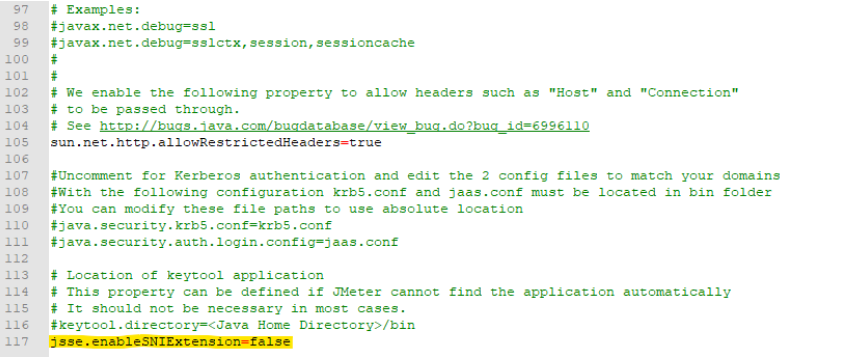 97 # Examples:
98 #javax.net.debug=ssl
99 #javax.net.debug=sslctx,session,sessioncache
100 #
101 #
102 # We enable the following property to allow headers such as "Host" and "Connection"
103 # to be passed through.
104 # See http://bugs.java.com/bugdatabase/view_bug.do?bug_id=6996110
105 sun.net.http.allowRestrictedHeaders=true
106
107 #Uncomment for Kerberos authentication and edit the 2 config files to match your domains
108 #With the following configuration krb5.conf and jaas.conf must be located in bin folder
109 #You can modify these file paths to use absolute location
110 #java.security.krb5.conf=krb5.conf
111 #java.security.auth.login.config=jaas.conf
112
113 # Location of keytool application
114 # This property can be defined if JMeter cannot find the application automatically
115 # It should not be necessary in most cases.
116 #keytool.directory=<Java Home Directory>/bin
117 jsse.enableSNIExtension=false